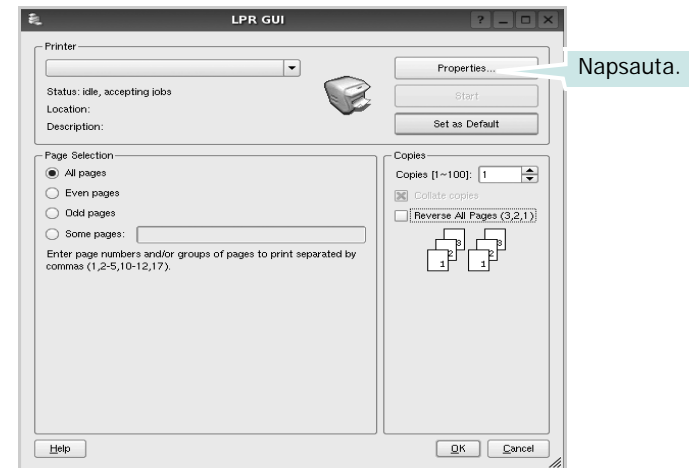 LPR GUI
Printer
Properties...
Napsauta.
Status: idle, accepting jobs
Start
Location:
Description:
Set as Default
Page Selection
All pages
Even pages
Odd pages
Some pages:
Enter page numbers and/or groups of pages to print separated by
commas (1,2-5,10-12,17).
Copies
Copies [1~100]: 1
Collate copies
Reverse All Pages (3,2,1)
3 3
2 2
1 1
Help
OK
Cancel